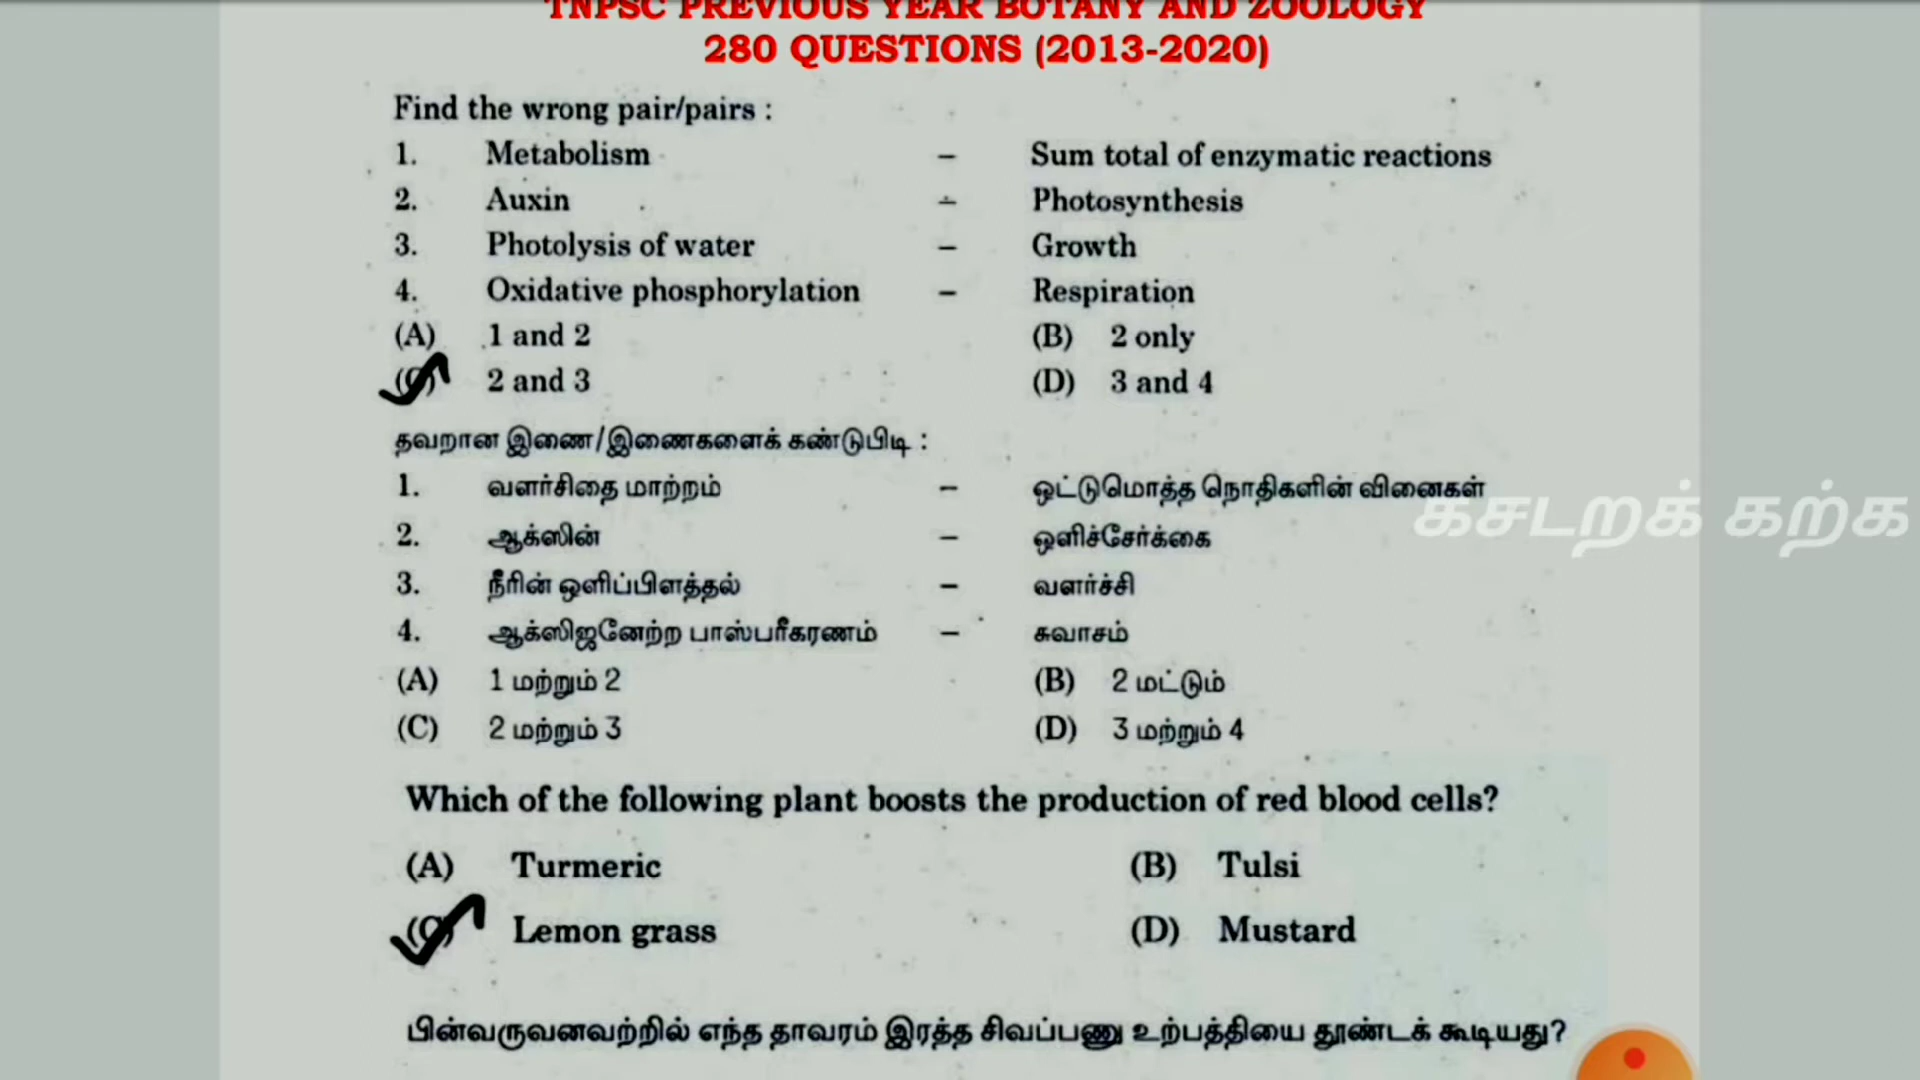 TNPSC PREVIOUS YEAR BOTANY AND ZOOLOGY
280 QUESTIONS (2013-2020)
Find the wrong pair/pairs :
1. Metabolism – Sum total of enzymatic reactions
2. Auxin – Photosynthesis
3. Photolysis of water – Growth
4. Oxidative phosphorylation – Respiration
(A) 1 and 2 (B) 2 only
(C) 2 and 3 (D) 3 and 4
தவறான இணை/இணைகளைக் கண்டுபிடி :
1. வளர்சிதை மாற்றம் – ஒட்டுமொத்த நொதிகளின் வினைகள்
கசடறக் கற்க
2. ஆக்ஸின் – ஒளிச்சேர்க்கை
3. நீரின் ஒளிப்பிளத்தல் – வளர்ச்சி
4. ஆக்ஸிஜனேற்ற பாஸ்பரீகரணம் – சுவாசம்
(A) 1 மற்றும் 2 (B) 2 மட்டும்
(C) 2 மற்றும் 3 (D) 3 மற்றும் 4
Which of the following plant boosts the production of red blood cells?
(A) Turmeric (B) Tulsi
(C) Lemon grass (D) Mustard
பின்வருவனவற்றில் எந்த தாவரம் இரத்த சிவப்பணு உற்பத்தியை தூண்டக் கூடியது?